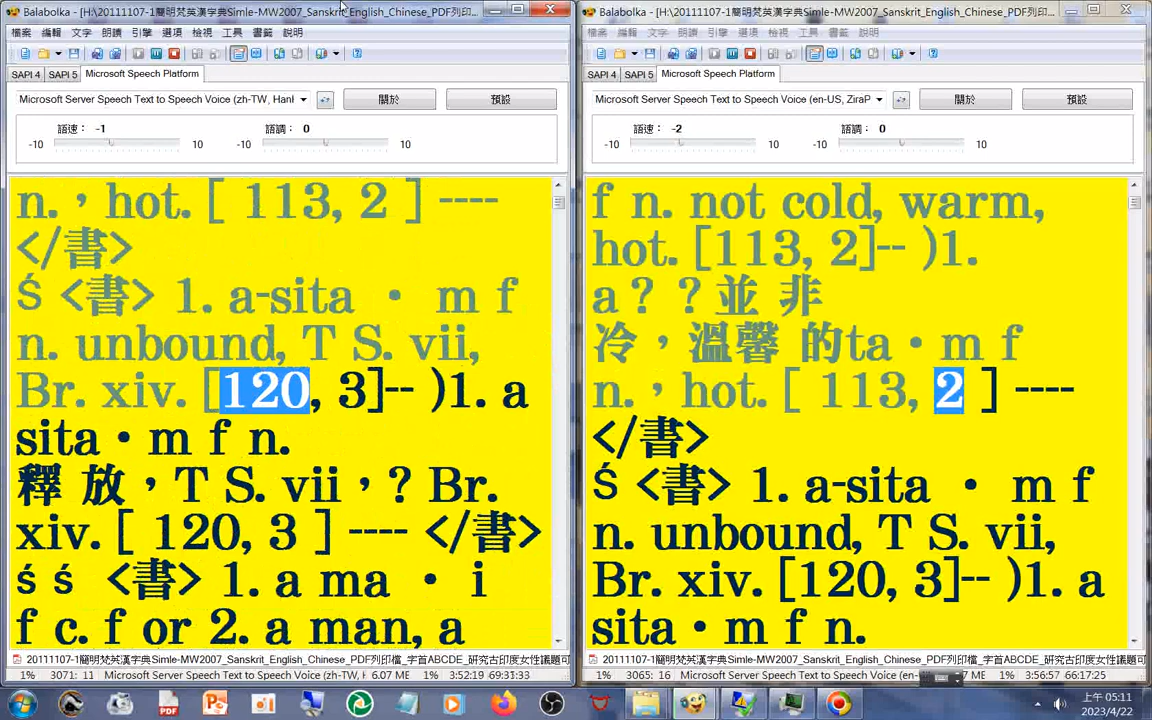 Balabolka - [H:\20111107-1簡明梵英漢字典Simle-MW2007_Sanskrit_English_Chinese_PDF列印...
檔案 編輯 文字 朗讀 引擎 選項 檢視 工具 書籤 說明
SAPI 4 SAPI 5 Microsoft Speech Platform
Microsoft Server Speech Text to Speech Voice (zh-TW, Hanl
關於 預設
語速: -1 語調: 0
-10 10 -10 10
n.，hot. [ 113, 2 ] ----
</書>
Ś <書> 1. a-sita • m f
n. unbound, T S. vii,
Br. xiv. [120, 3]-- )1. a
sita•m f n.
釋 放，T S. vii，? Br.
xiv. [ 120, 3 ] ---- </書>
ś ś <書> 1. a ma • i
f c. f or 2. a man, a
20111107-1簡明梵英漢字典Simle-MW2007_Sanskrit_English_Chinese_PDF列印檔_字首ABCDE_研究古印度女性議題可
1% 3071: 11 Microsoft Server Speech Text to Speech Voice (zh-TW, H 6.07 ME 1% 3:52:19 69:31:33
Balabolka - [H:\20111107-1簡明梵英漢字典Simle-MW2007_Sanskrit_English_Chinese_PDF列印...
檔案 編輯 文字 朗讀 引擎 選項 檢視 工具 書籤 說明
SAPI 4 SAPI 5 Microsoft Speech Platform
Microsoft Server Speech Text to Speech Voice (en-US, ZiraP
關於 預設
語速: -2 語調: 0
-10 10 -10 10
f n. not cold, warm,
hot. [113, 2]-- )1.
a？？並 非
冷，溫馨 的ta•m f
n.，hot. [ 113, 2 ] ----
</書>
Ś <書> 1. a-sita • m f
n. unbound, T S. vii,
Br. xiv. [120, 3]-- )1. a
sita•m f n.
20111107-1簡明梵英漢字典Simle-MW2007_Sanskrit_English_Chinese_PDF列印檔_字首ABCDE_研究古印度女性議題可
1% 3065: 16 Microsoft Server Speech Text to Speech Voice (en- ME 1% 3:56:57 66:17:25
上午 05:11
2023/4/22